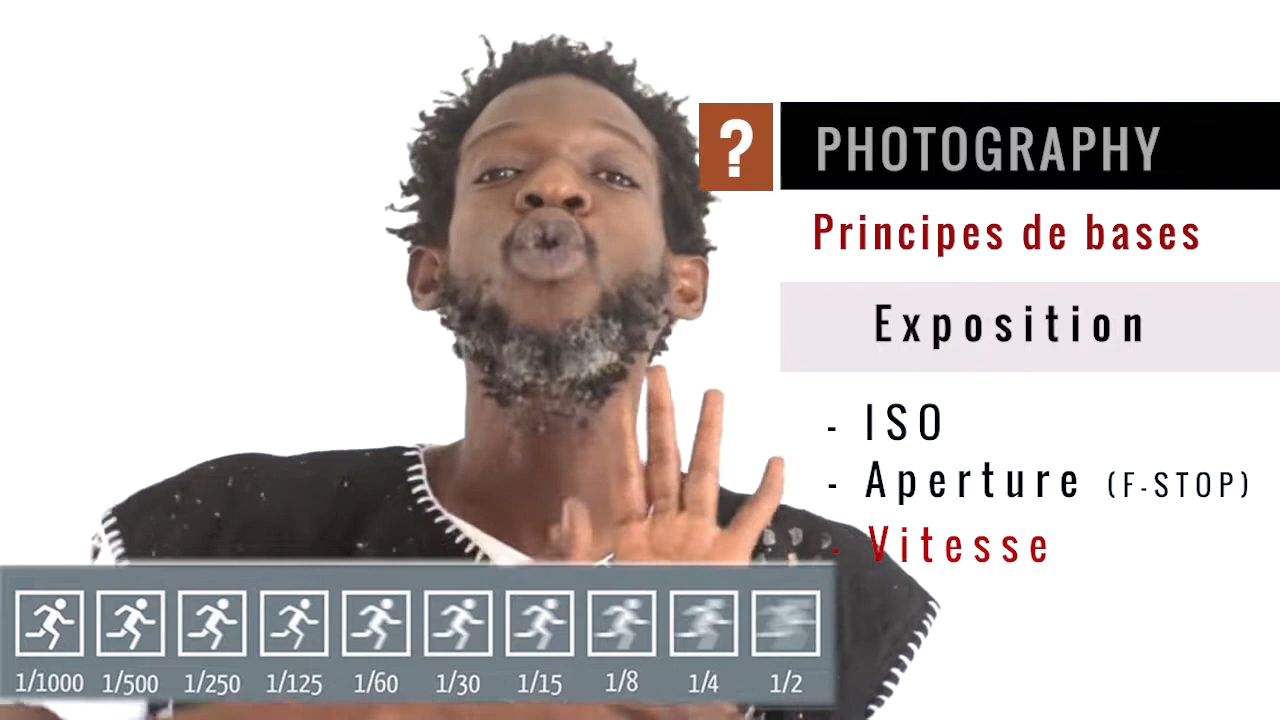 ? PHOTOGRAPHY
Principes de bases
Exposition
- ISO
- Aperture (F-STOP)
- Vitesse
1/1000 1/500 1/250 1/125 1/60 1/30 1/15 1/8 1/4 1/2